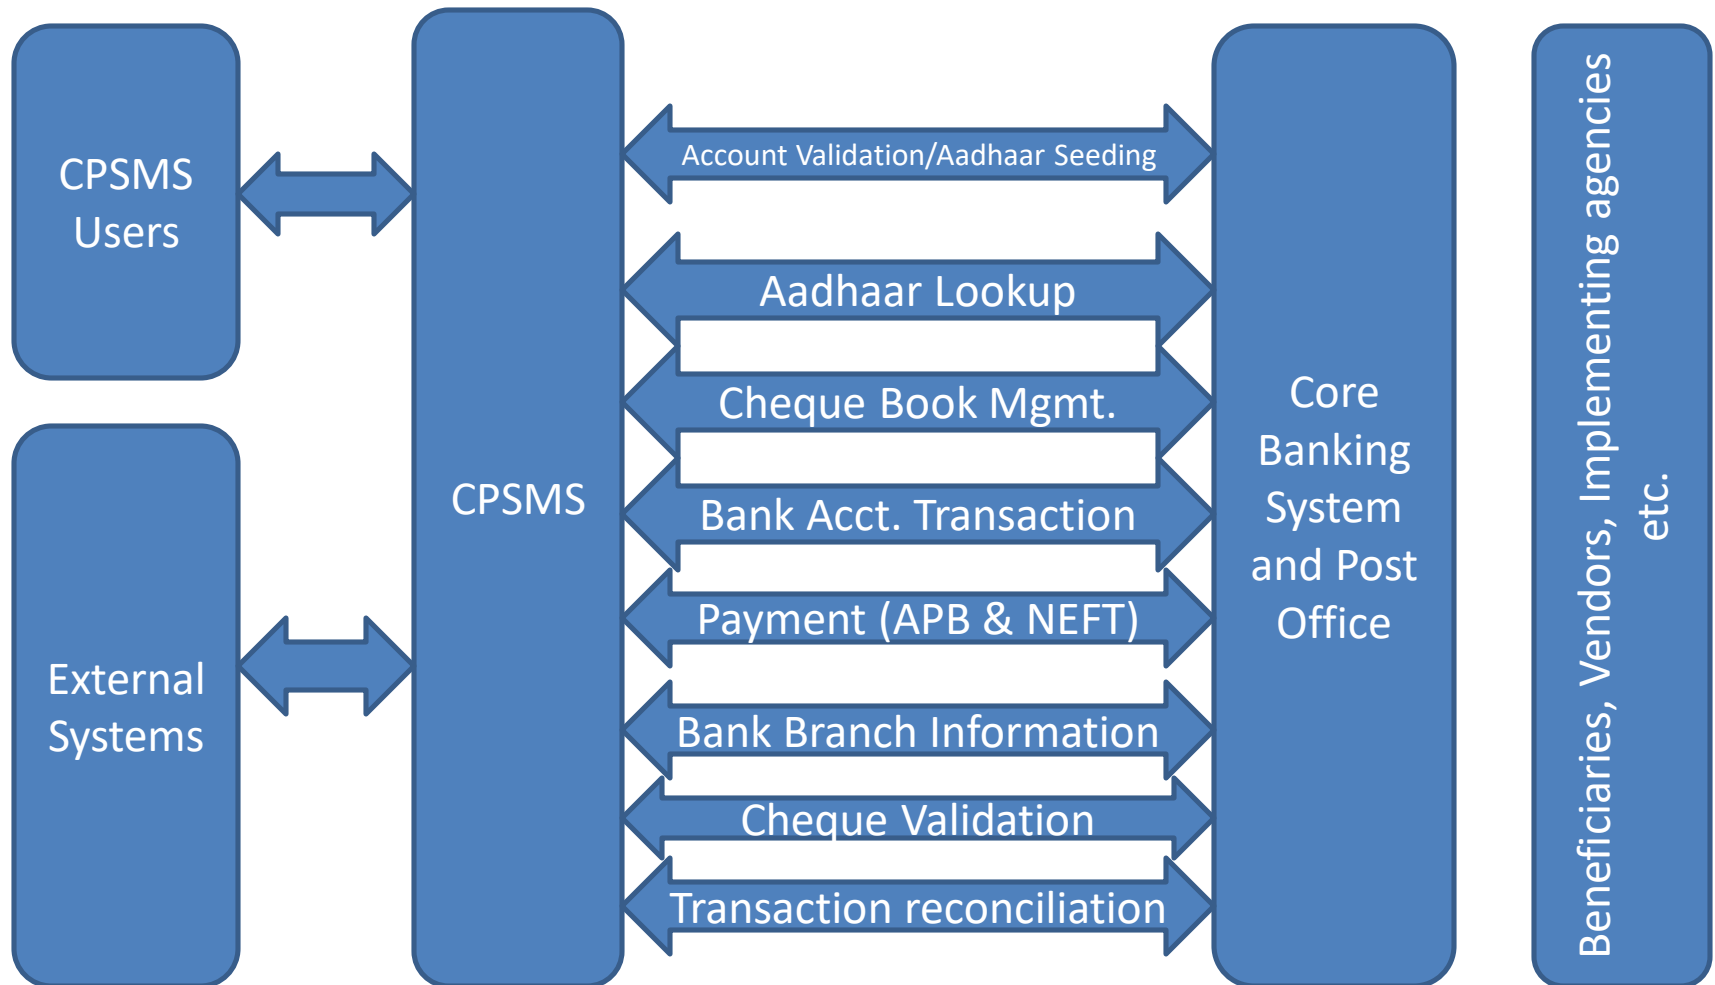 CPSMS
Users
External
Systems
CPSMS
Account Validation/Aadhaar Seeding
Aadhaar Lookup
Cheque Book Mgmt.
Bank Acct. Transaction
Payment (APB & NEFT)
Bank Branch Information
Cheque Validation
Transaction reconciliation
Core
Banking
System
and Post
Office
Beneficiaries, Vendors, Implementing agencies
etc.